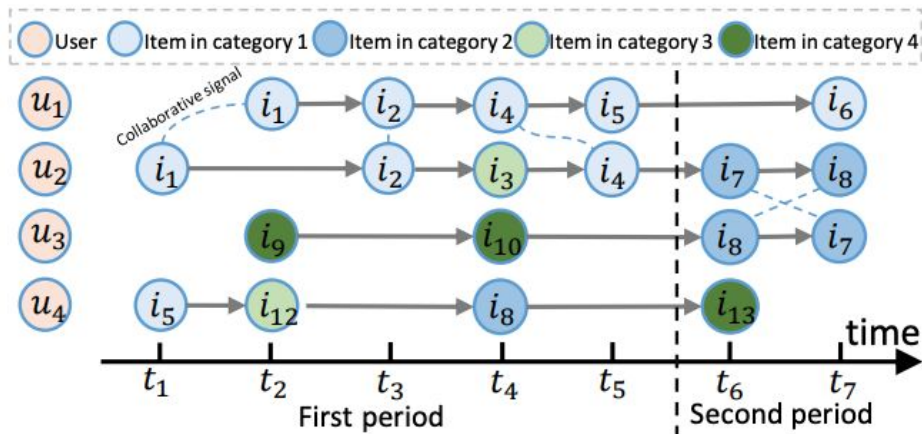 User Item in category 1 Item in category 2 Item in category 3 Item in category 4
Collaborative signal
u₁ i₁ i₂ i₄ i₅ i₆
u₂ i₁ i₂ i₃ i₄ i₇ i₈
u₃ i₉ i₁₀ i₈ i₇
u₄ i₅ i₁₂ i₈ i₁₃
time
t₁ t₂ t₃ t₄ t₅ t₆ t₇
First period Second period